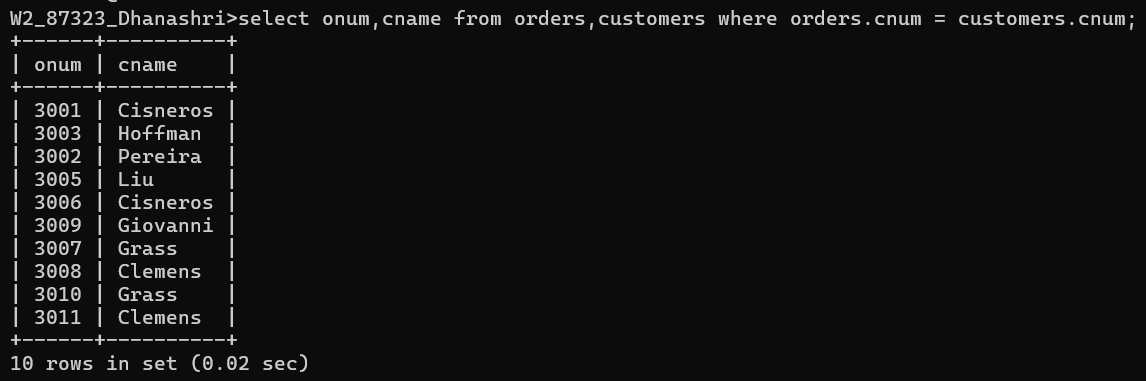 W2_87323_Dhanashri>select onum,cname from orders,customers where orders.cnum = customers.cnum;
+------+----------+
| onum | cname    |
+------+----------+
| 3001 | Cisneros |
| 3003 | Hoffman  |
| 3002 | Pereira  |
| 3005 | Liu      |
| 3006 | Cisneros |
| 3009 | Giovanni |
| 3007 | Grass    |
| 3008 | Clemens  |
| 3010 | Grass    |
| 3011 | Clemens  |
+------+----------+
10 rows in set (0.02 sec)